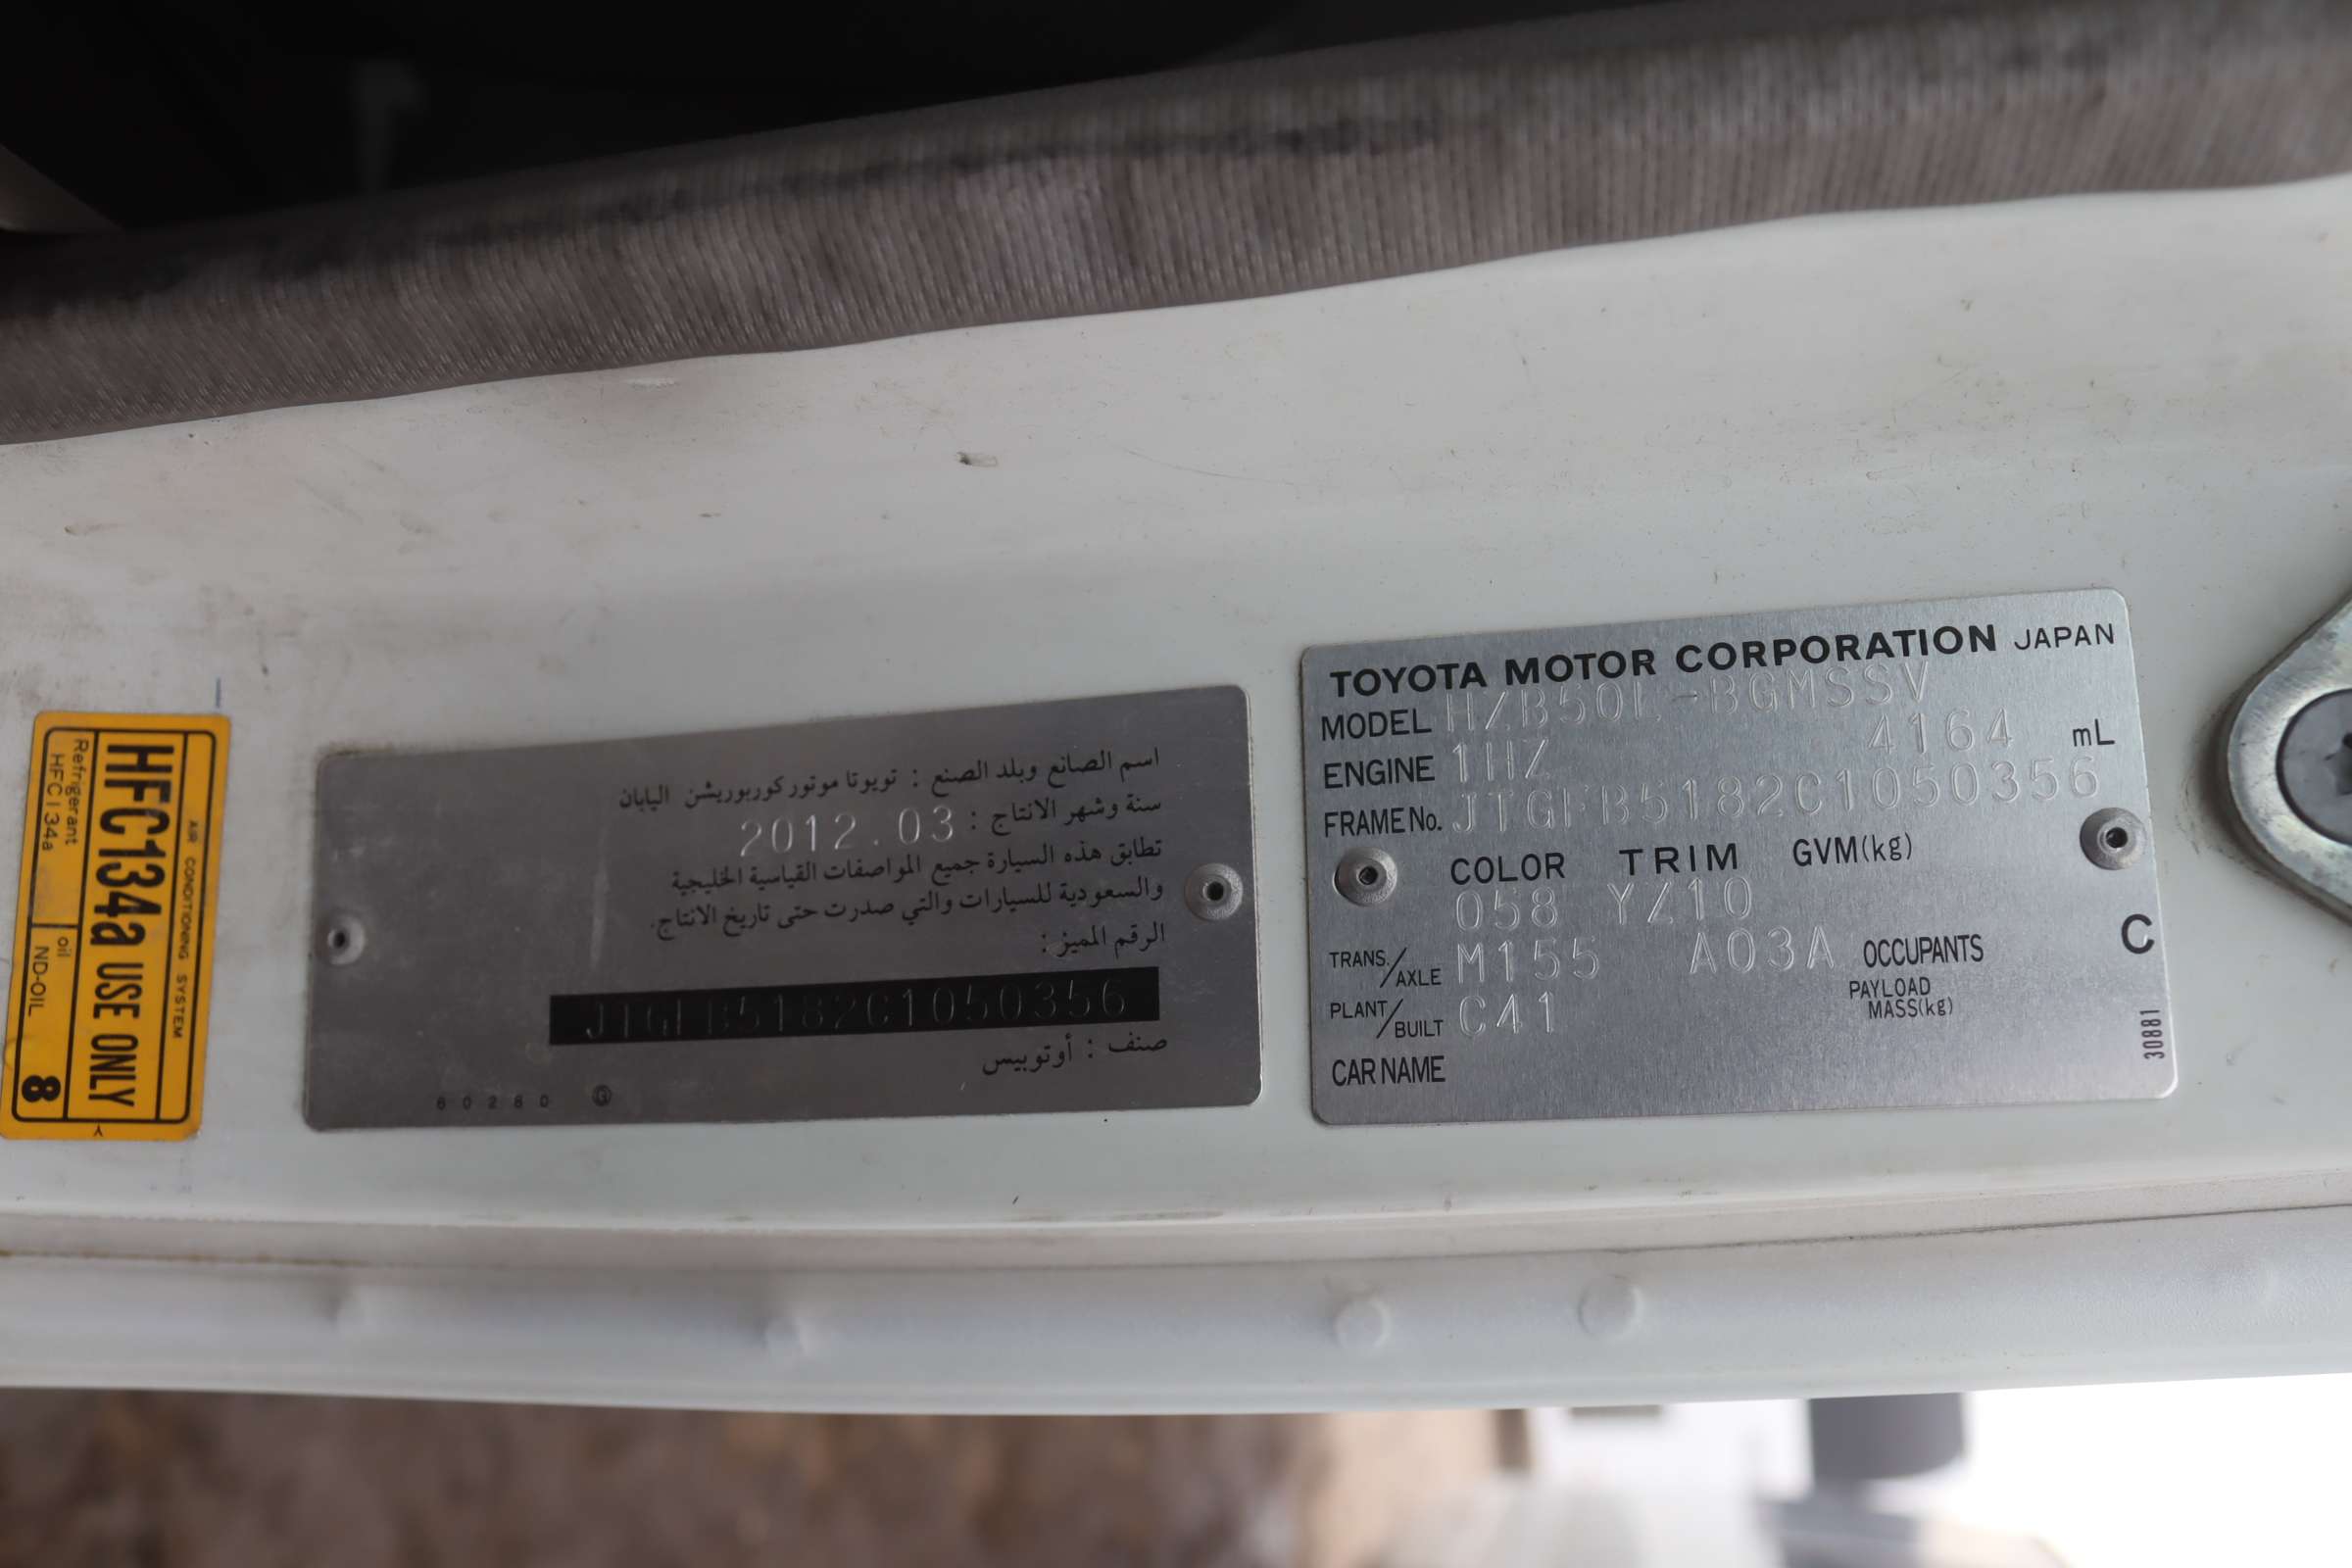 AIR CONDITIONING SYSTEM
HFC134a USE ONLY
Refrigerant
HFC134a
oil
ND-OIL
8
اسم الصانع وبلد الصنع : تويوتا موتور كوربوريشن اليابان
سنة وشهر الانتاج : 2012.03
تطابق هذه السيارة جميع المواصفات القياسية الخليجية
والسعودية للسيارات والتي صدرت حتى تاريخ الانتاج.
الرقم المميز :
JTGFB5182C1050356
صنف : أوتوبيس
60280 G
TOYOTA MOTOR CORPORATION JAPAN
MODEL HZB50L-BGMSSV
ENGINE 1HZ 4164 mL
FRAME No. JTGFB5182C1050356
COLOR TRIM GVM(kg)
058 YZ10
TRANS./AXLE M155 A03A OCCUPANTS
C
PLANT/BUILT C41 PAYLOAD MASS(kg)
CAR NAME
30881